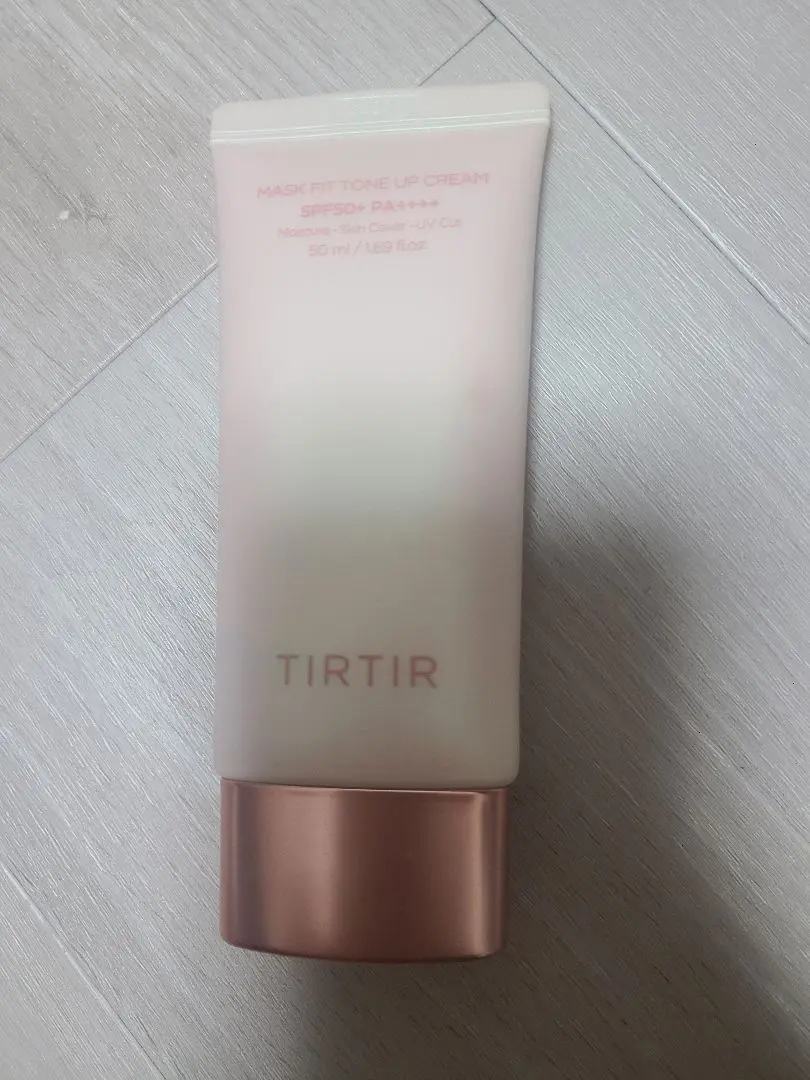 MASK FIT TONE UP CREAM
SPF50+ PA++++
Moisture - Skin Cover - UV Cut
50 ml / 1.69 fl.oz
TIRTIR